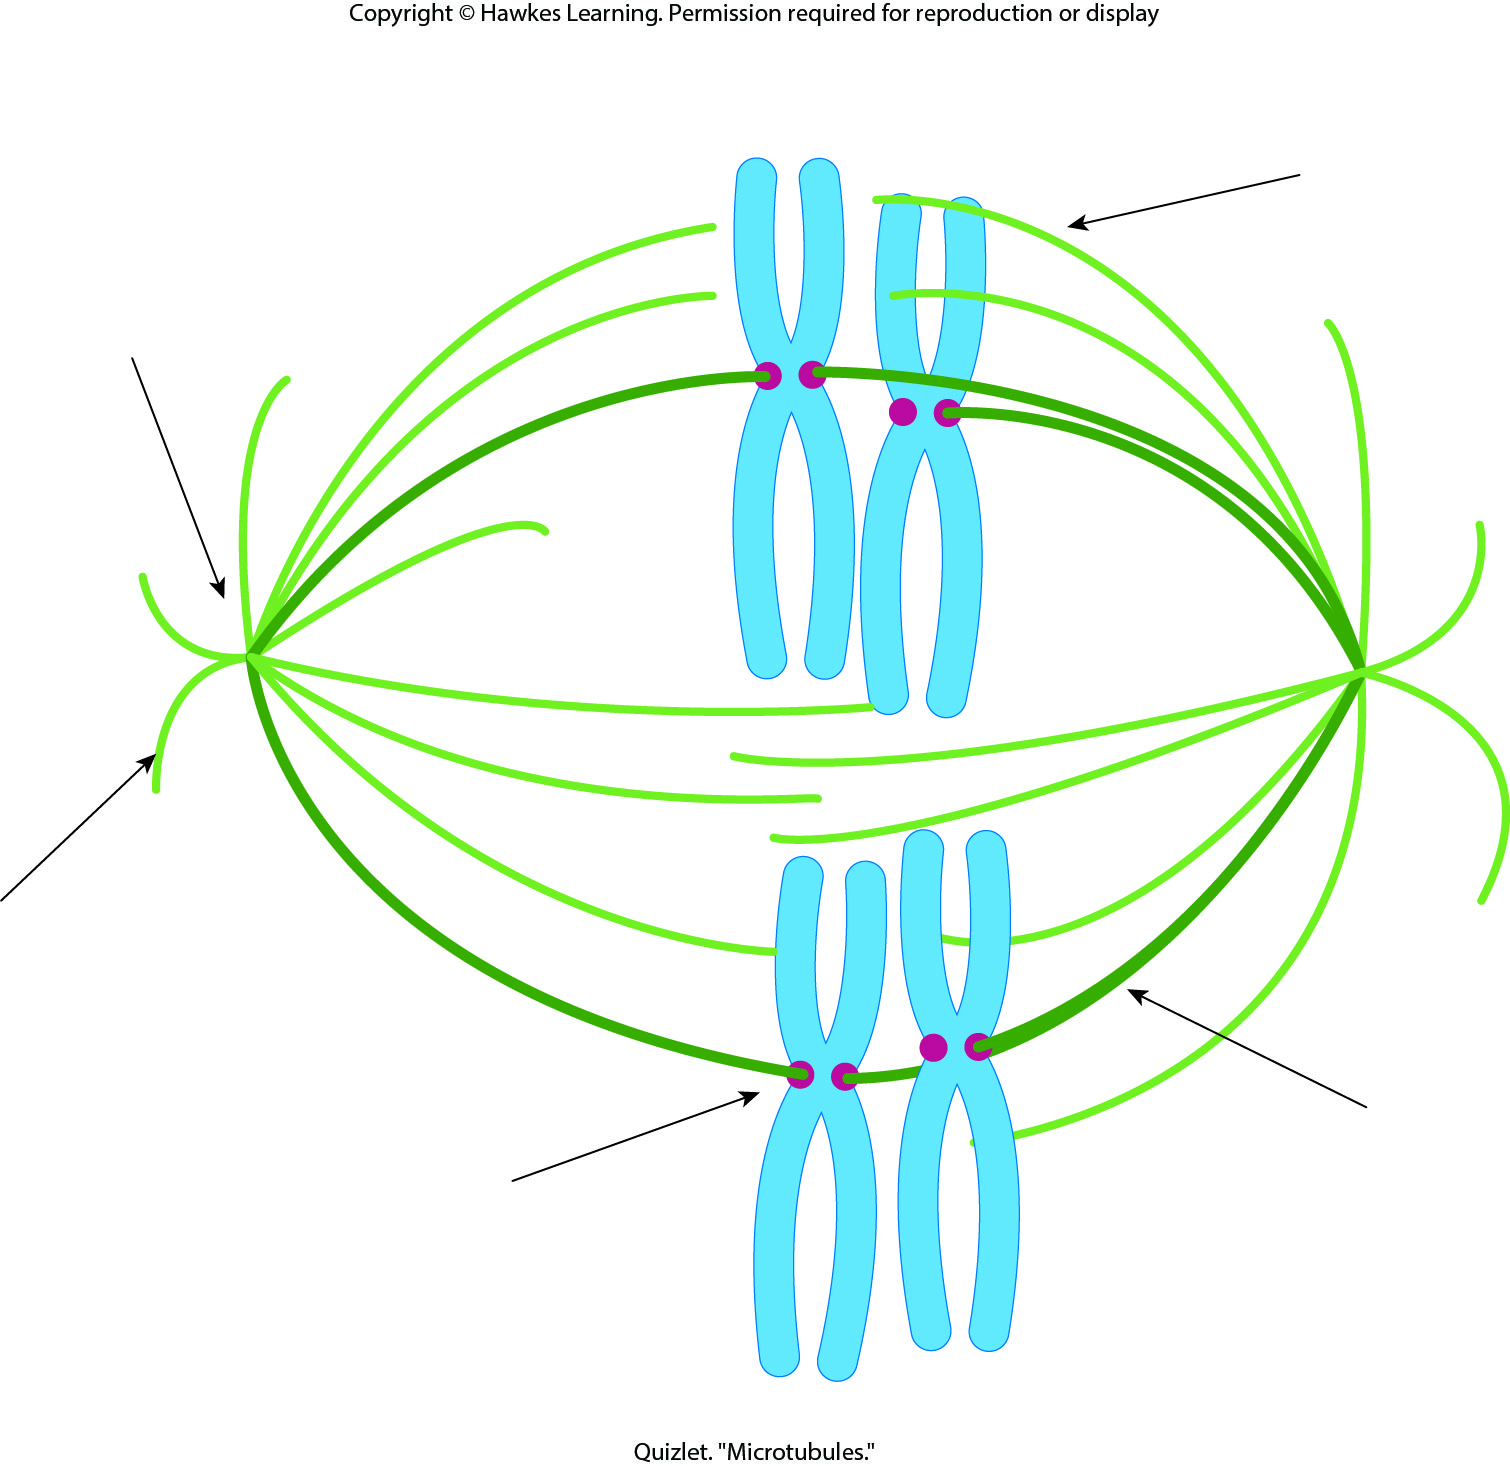 Copyright © Hawkes Learning. Permission required for reproduction or display
Quizlet. "Microtubules."